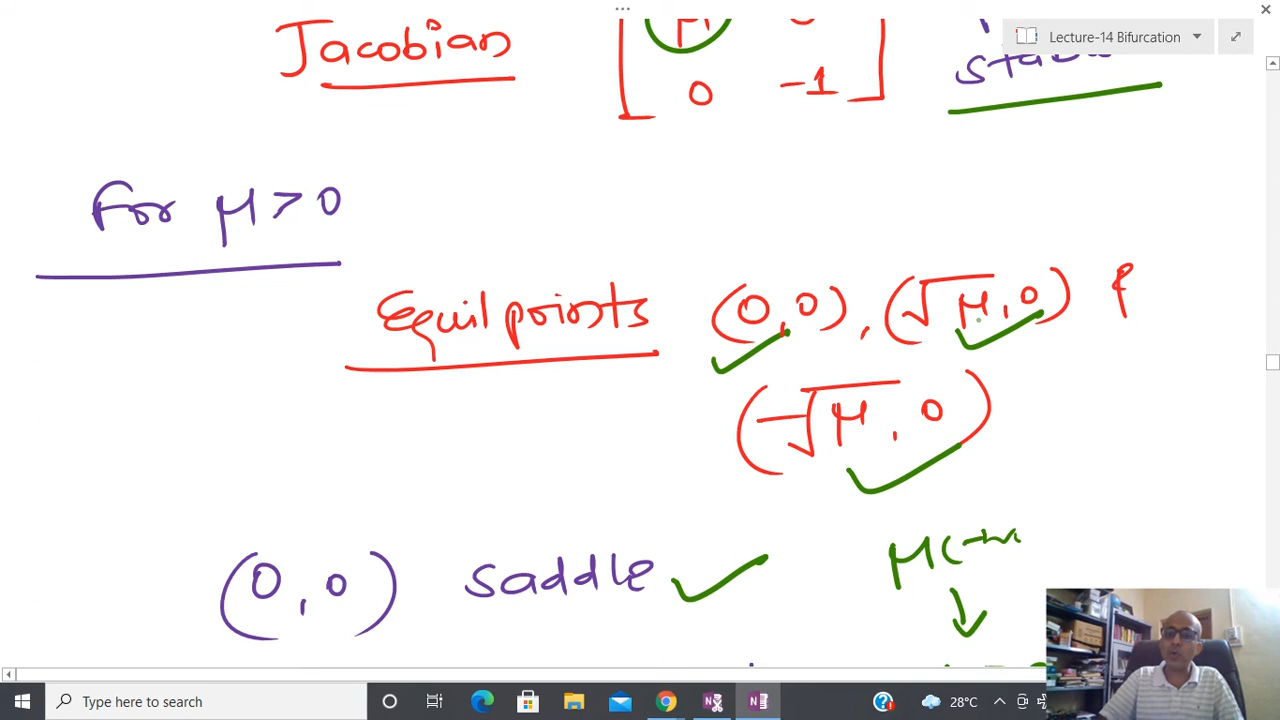 Lecture-14 Bifurcation
Jacobian [ μ 0
0 -1 ]
For μ > 0
Equil points (0,0), (√μ, 0) &
(-√μ, 0)
(0,0) saddle
Type here to search
28°C